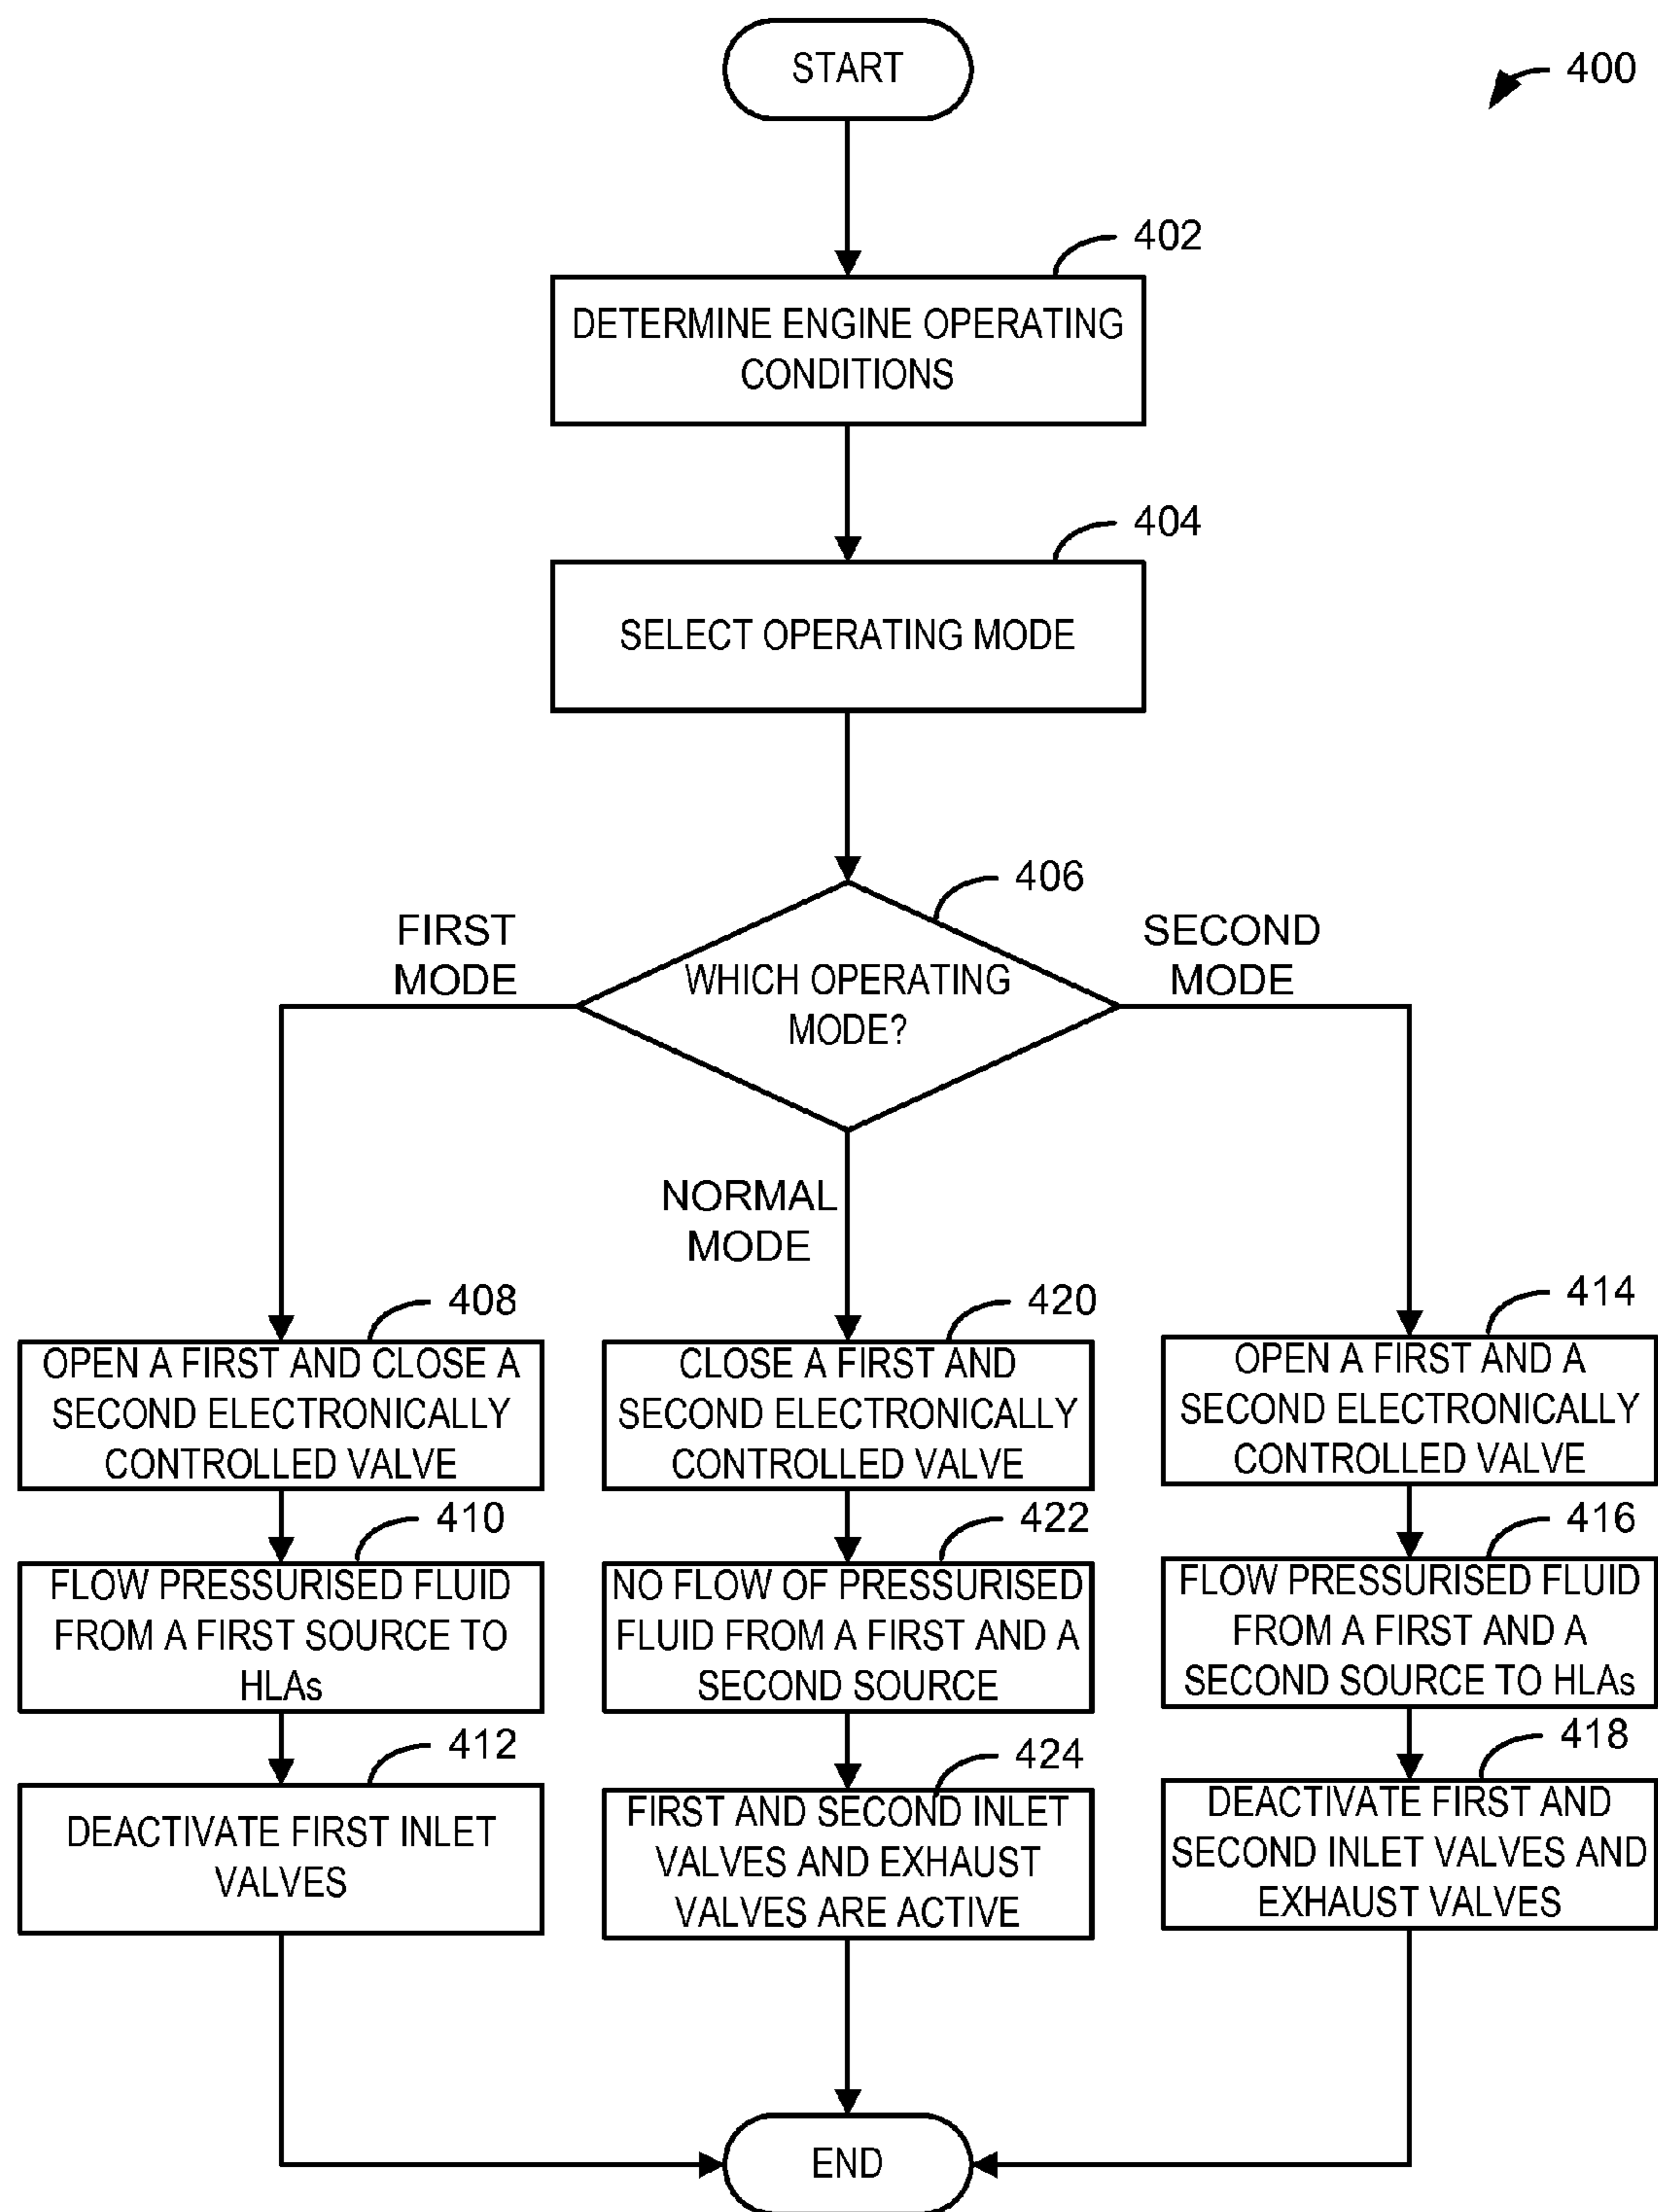 START
400
402
DETERMINE ENGINE OPERATING
CONDITIONS
404
SELECT OPERATING MODE
406
FIRST
MODE
WHICH OPERATING
MODE?
SECOND
MODE
NORMAL
MODE
408
OPEN A FIRST AND CLOSE A
SECOND ELECTRONICALLY
CONTROLLED VALVE
410
FLOW PRESSURISED FLUID
FROM A FIRST SOURCE TO
HLAs
412
DEACTIVATE FIRST INLET
VALVES
420
CLOSE A FIRST AND
SECOND ELECTRONICALLY
CONTROLLED VALVE
422
NO FLOW OF PRESSURISED
FLUID FROM A FIRST AND A
SECOND SOURCE
424
FIRST AND SECOND INLET
VALVES AND EXHAUST
VALVES ARE ACTIVE
414
OPEN A FIRST AND A
SECOND ELECTRONICALLY
CONTROLLED VALVE
416
FLOW PRESSURISED FLUID
FROM A FIRST AND A
SECOND SOURCE TO HLAs
418
DEACTIVATE FIRST AND
SECOND INLET VALVES AND
EXHAUST VALVES
END